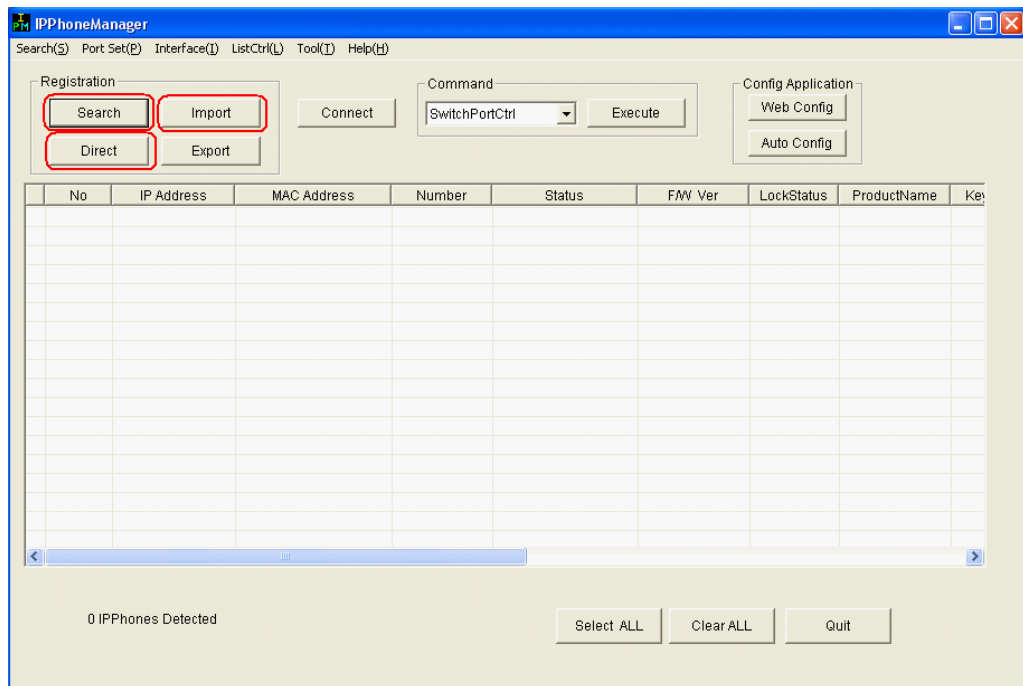 IPM IPPhoneManager
Search(S) Port Set(P) Interface(I) ListCtrl(L) Tool(T) Help(H)
Registration
Search Import
Direct Export
Connect
Command
SwitchPortCtrl Execute
Config Application
Web Config
Auto Config
No IP Address MAC Address Number Status F/W Ver LockStatus ProductName Key
0 IPPhones Detected
Select ALL Clear ALL Quit